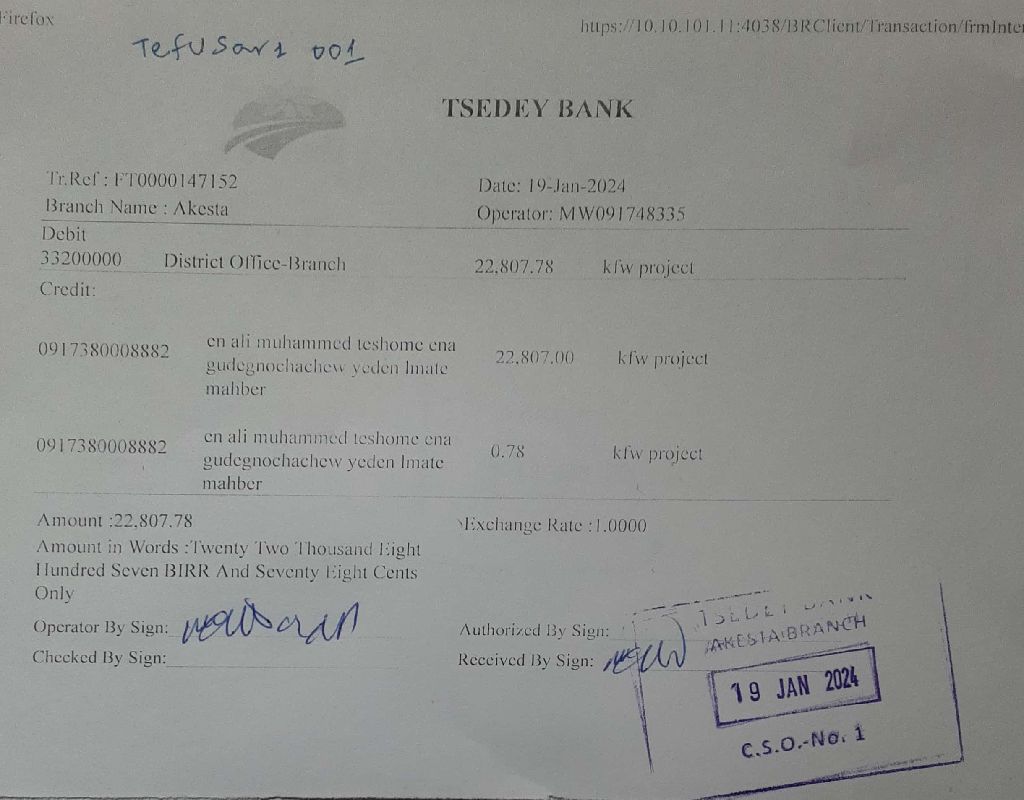 Firefox
https://10.10.101.11:4038/BRClient/Transaction/frmInter
Tefusari 001
TSEDEY BANK
Tr.Ref : FT0000147152
Date: 19-Jan-2024
Branch Name : Akesta
Operator: MW091748335
Debit
33200000 District Office-Branch 22,807.78 kfw project
Credit:
0917380008882 en ali muhammed teshome ena 22,807.00 kfw project
gudegnochachew yeden lmate
mahber
0917380008882 en ali muhammed teshome ena 0.78 kfw project
gudegnochachew yeden lmate
mahber
Amount :22,807.78
Exchange Rate :1.0000
Amount in Words :Twenty Two Thousand Eight
Hundred Seven BIRR And Seventy Eight Cents
Only
Operator By Sign:
Authorized By Sign:
Checked By Sign:
Received By Sign:
TSEDEY BANK
AKESTA BRANCH
19 JAN 2024
C.S.O.-No. 1